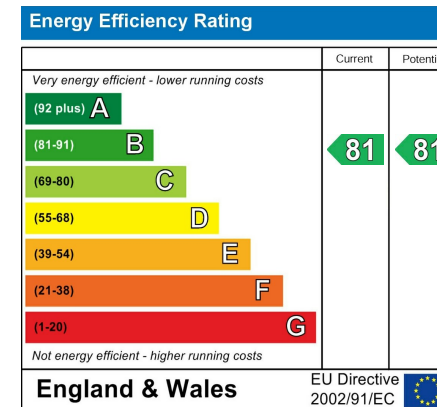 Energy Efficiency Rating
Current Potenti
Very energy efficient - lower running costs
(92 plus) A
(81-91) B 81 81
(69-80) C
(55-68) D
(39-54) E
(21-38) F
(1-20) G
Not energy efficient - higher running costs
England & Wales
EU Directive
2002/91/EC